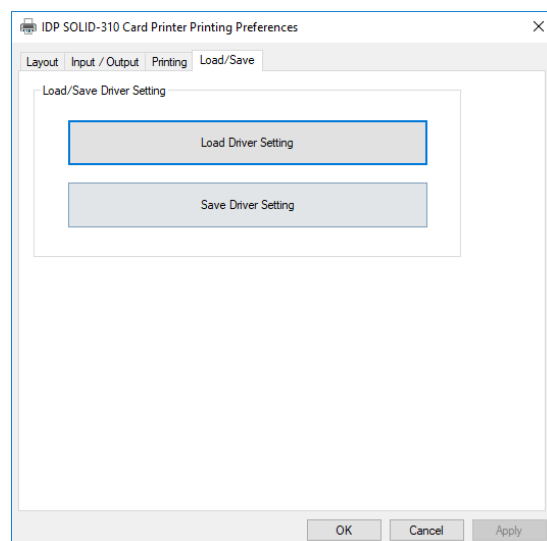 IDP SOLID-310 Card Printer Printing Preferences
Layout Input / Output Printing Load/Save
Load/Save Driver Setting
Load Driver Setting
Save Driver Setting
OK Cancel Apply